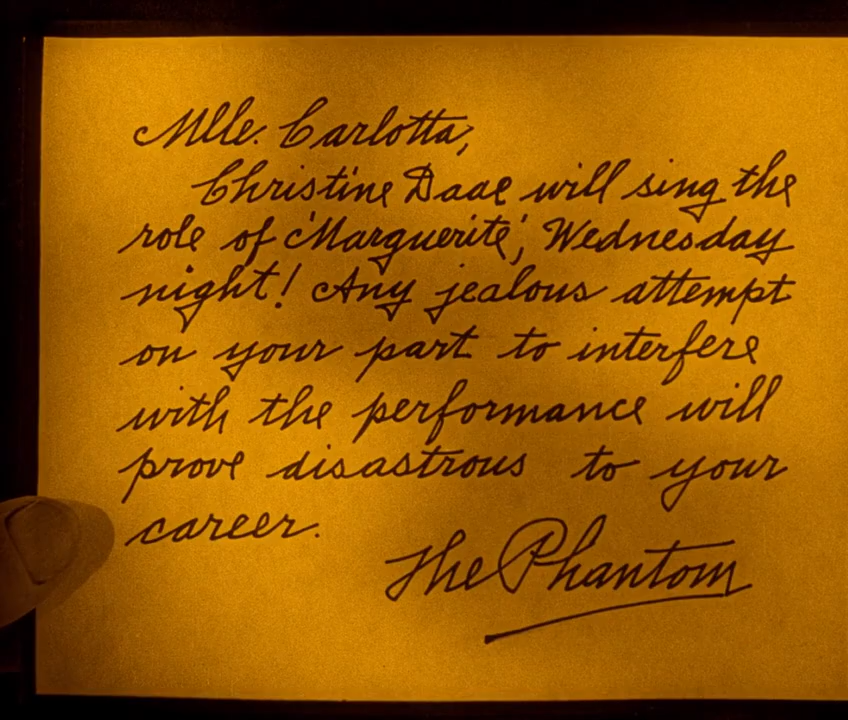 Mlle. Carlotta,
Christine Daae will sing the
role of 'Marguerite', Wednesday
night! Any jealous attempt
on your part to interfere
with the performance will
prove disastrous to your
career.
The Phantom